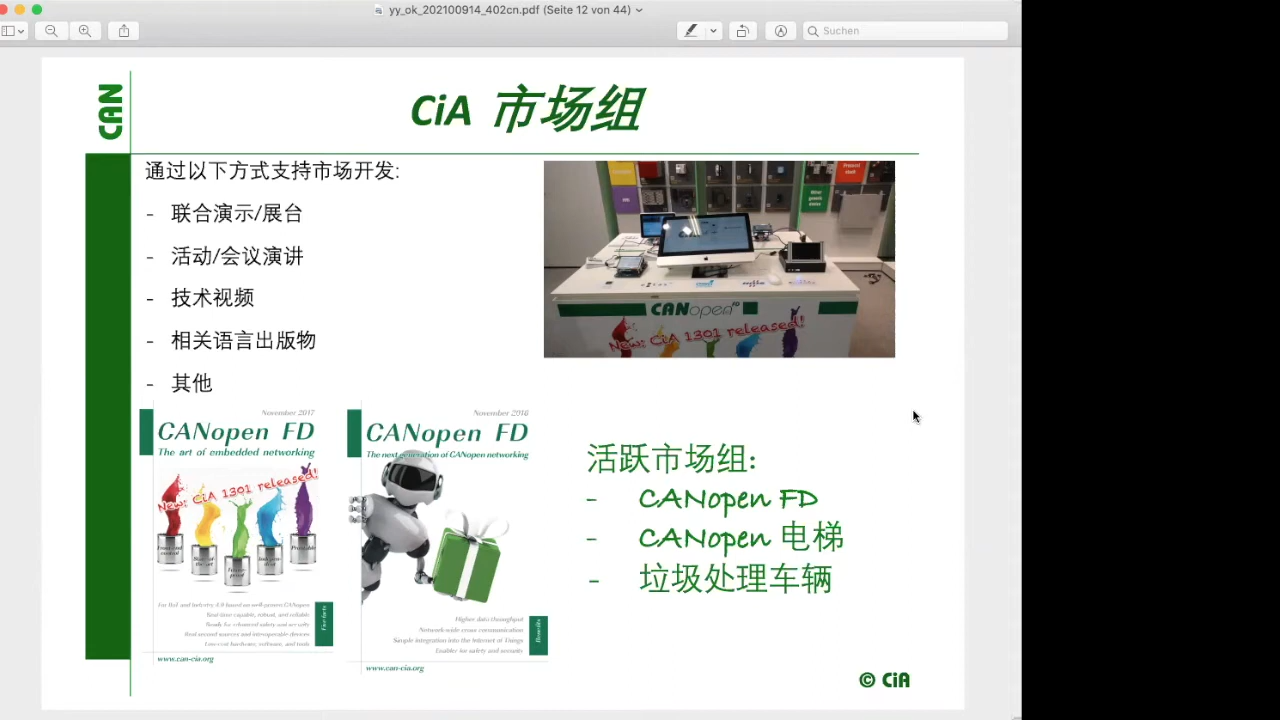 yy_ok_202100914_402cn.pdf (Seite 12 von 44)
Suchen
CAN
CiA 市场组
通过以下方式支持市场开发:
- 联合演示/展台
- 活动/会议演讲
- 技术视频
- 相关语言出版物
- 其他
CANopen FD
New: CiA 1301 released!
November 2017
CANopen FD
The art of embedded networking
New: CiA 1301 released!
For IIoT and Industry 4.0 based on well-proven CANopen
Real-time capable, robust, and reliable
Ready for enhanced safety and security
Best second sources and interoperable devices
Low-cost hardware, software, and tools
www.can-cia.org
November 2016
CANopen FD
The next generation of CANopen networking
Higher data throughput
Network-wide cross communication
Simple integration into the Internet of Things
Enabler for safety and security
Benefits
www.can-cia.org
活跃市场组:
- CANopen FD
- CANopen 电梯
- 垃圾处理车辆
© CiA